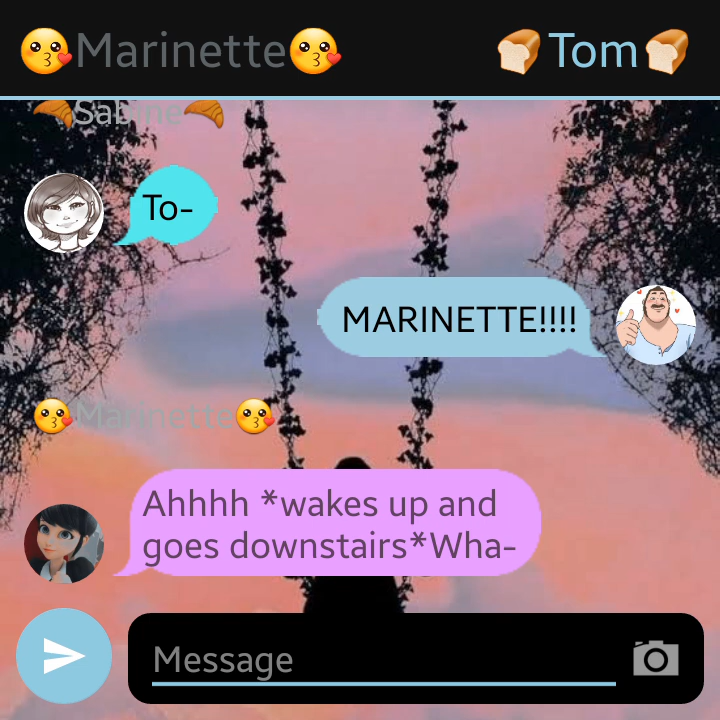 😘Marinette😘 🍞Tom🍞
🥐Sabine🥐
To-
MARINETTE!!!!
😘Marinette😘
Ahhhh *wakes up and
goes downstairs*Wha-
Message